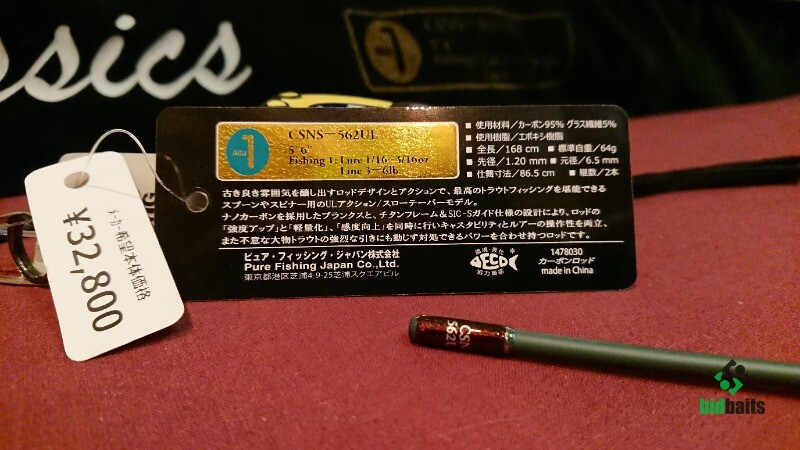 ssics
1
ABU
1
CSNS-562UL
5' 6"
Fishing 1: Lure 1/16-3/16oz
Line 3-6lb
■ 使用材料／カーボン95% グラス繊維5%
■ 使用樹脂／エポキシ樹脂
■ 全長／168 cm ■ 標準自重／64g
■ 先径／1.20 mm ■ 元径／6.5 mm
■ 仕舞寸法／86.5 cm ■ 継数／2本
古き良き雰囲気を醸し出すロッドデザインとアクションで、最高のトラウトフィッシングを堪能できる
スプーンやスピナー用のULアクション／スローテーパーモデル。
ナノカーボンを採用したブランクスと、チタンフレーム＆SIC-Sガイド仕様の設計により、ロッドの
「強度アップ」と「軽量化」、「感度向上」を同時に行いキャスタビリティとルアーの操作性を両立、
また不意な大物トラウトの強烈な引きにも動じず対処できるパワーを合わせ持つロッドです。
ピュア・フィッシング・ジャパン株式会社
Pure Fishing Japan Co.,Ltd.
東京都港区芝浦4-9-25芝浦スクエアビル
環境・美化
ECO
協力商品
1478030
カーボンロッド
made in China
メーカー希望本体価格
¥32,800
CSN
562U
bidbaits